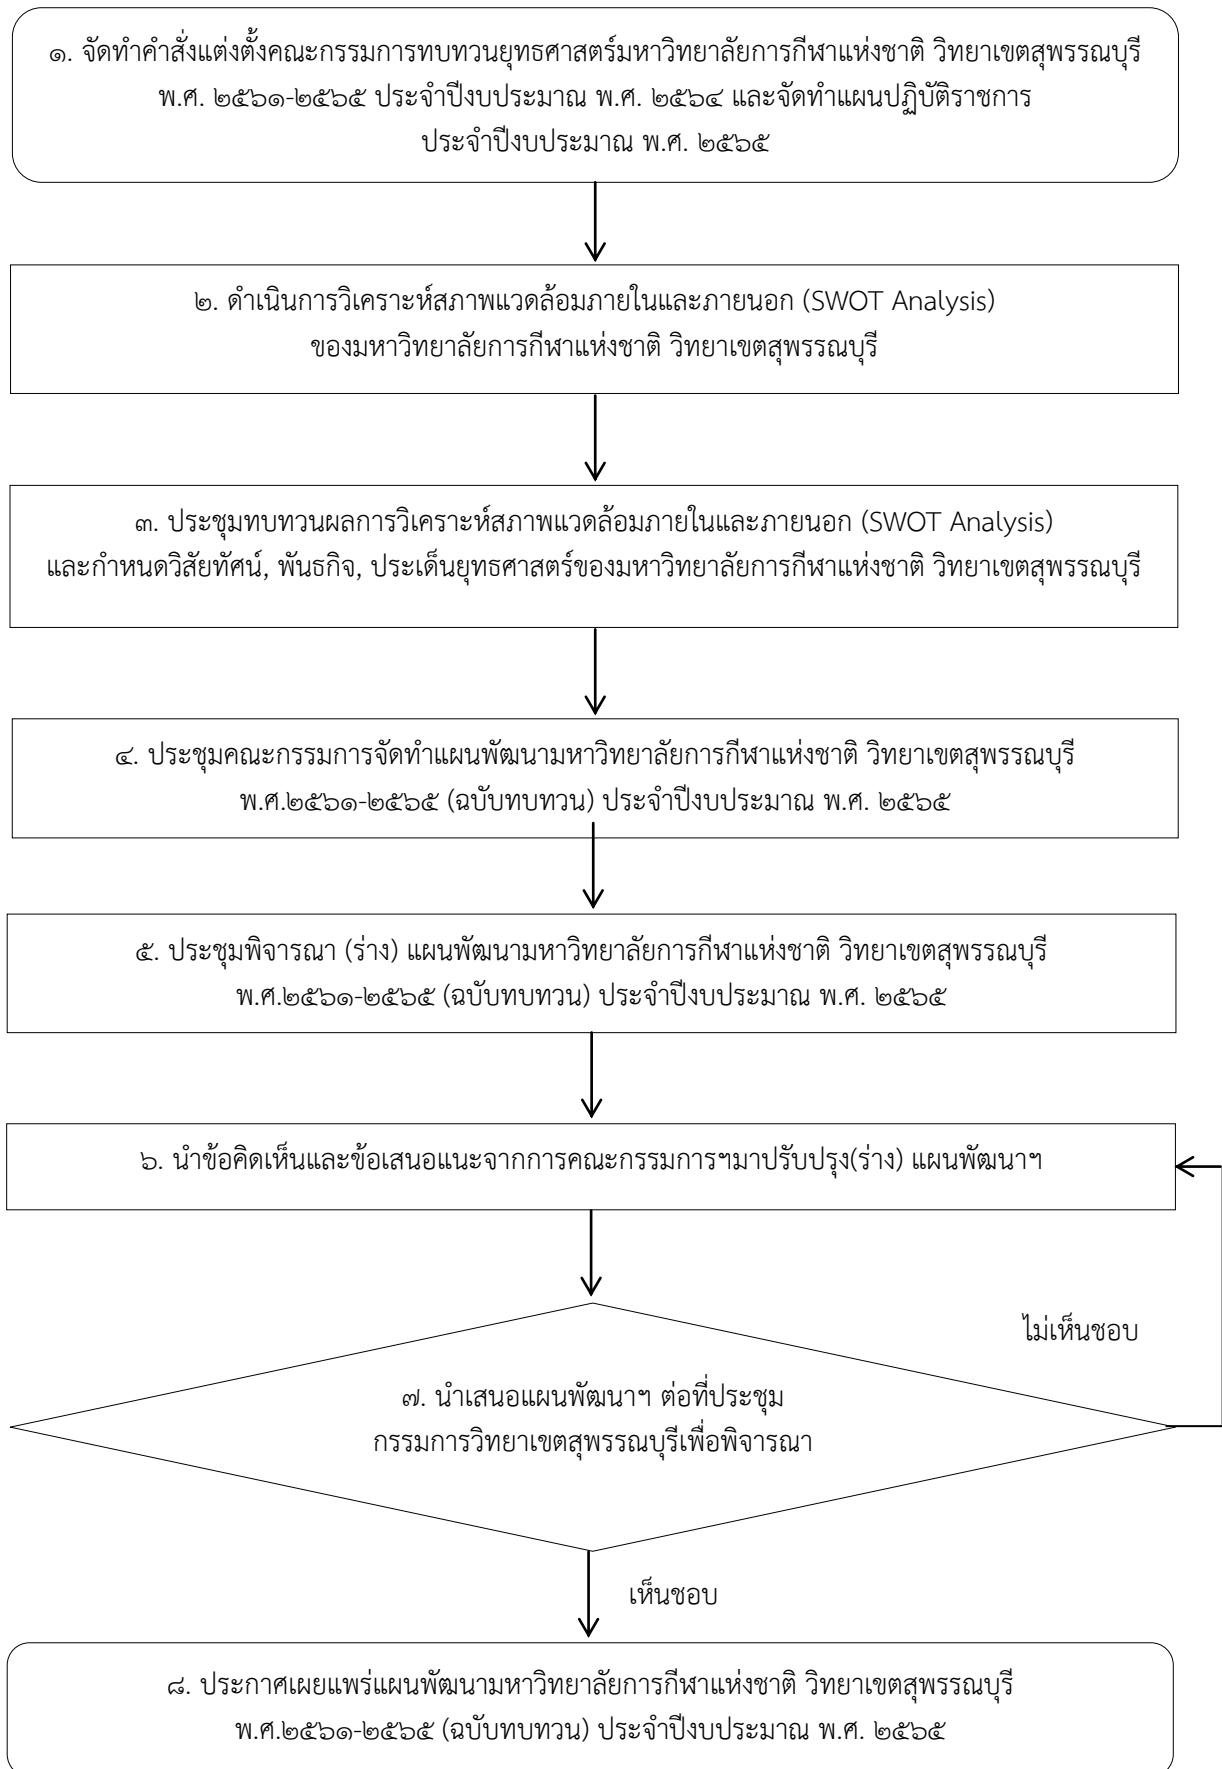 ๑. จัดทำคำสั่งแต่งตั้งคณะกรรมการทบทวนยุทธศาสตร์มหาวิทยาลัยการกีฬาแห่งชาติ วิทยาเขตสุพรรณบุรี
พ.ศ. ๒๕๖๑-๒๕๖๕ ประจำปีงบประมาณ พ.ศ. ๒๕๖๔ และจัดทำแผนปฏิบัติราชการ
ประจำปีงบประมาณ พ.ศ. ๒๕๖๕
๒. ดำเนินการวิเคราะห์สภาพแวดล้อมภายในและภายนอก (SWOT Analysis)
ของมหาวิทยาลัยการกีฬาแห่งชาติ วิทยาเขตสุพรรณบุรี
๓. ประชุมทบทวนผลการวิเคราะห์สภาพแวดล้อมภายในและภายนอก (SWOT Analysis)
และกำหนดวิสัยทัศน์, พันธกิจ, ประเด็นยุทธศาสตร์ของมหาวิทยาลัยการกีฬาแห่งชาติ วิทยาเขตสุพรรณบุรี
๔. ประชุมคณะกรรมการจัดทำแผนพัฒนามหาวิทยาลัยการกีฬาแห่งชาติ วิทยาเขตสุพรรณบุรี
พ.ศ.๒๕๖๑-๒๕๖๕ (ฉบับทบทวน) ประจำปีงบประมาณ พ.ศ. ๒๕๖๕
๕. ประชุมพิจารณา (ร่าง) แผนพัฒนามหาวิทยาลัยการกีฬาแห่งชาติ วิทยาเขตสุพรรณบุรี
พ.ศ.๒๕๖๑-๒๕๖๕ (ฉบับทบทวน) ประจำปีงบประมาณ พ.ศ. ๒๕๖๕
๖. นำข้อคิดเห็นและข้อเสนอแนะจากการคณะกรรมการฯมาปรับปรุง(ร่าง) แผนพัฒนาฯ
ไม่เห็นชอบ
๗. นำเสนอแผนพัฒนาฯ ต่อที่ประชุม
กรรมการวิทยาเขตสุพรรณบุรีเพื่อพิจารณา
เห็นชอบ
๘. ประกาศเผยแพร่แผนพัฒนามหาวิทยาลัยการกีฬาแห่งชาติ วิทยาเขตสุพรรณบุรี
พ.ศ.๒๕๖๑-๒๕๖๕ (ฉบับทบทวน) ประจำปีงบประมาณ พ.ศ. ๒๕๖๕